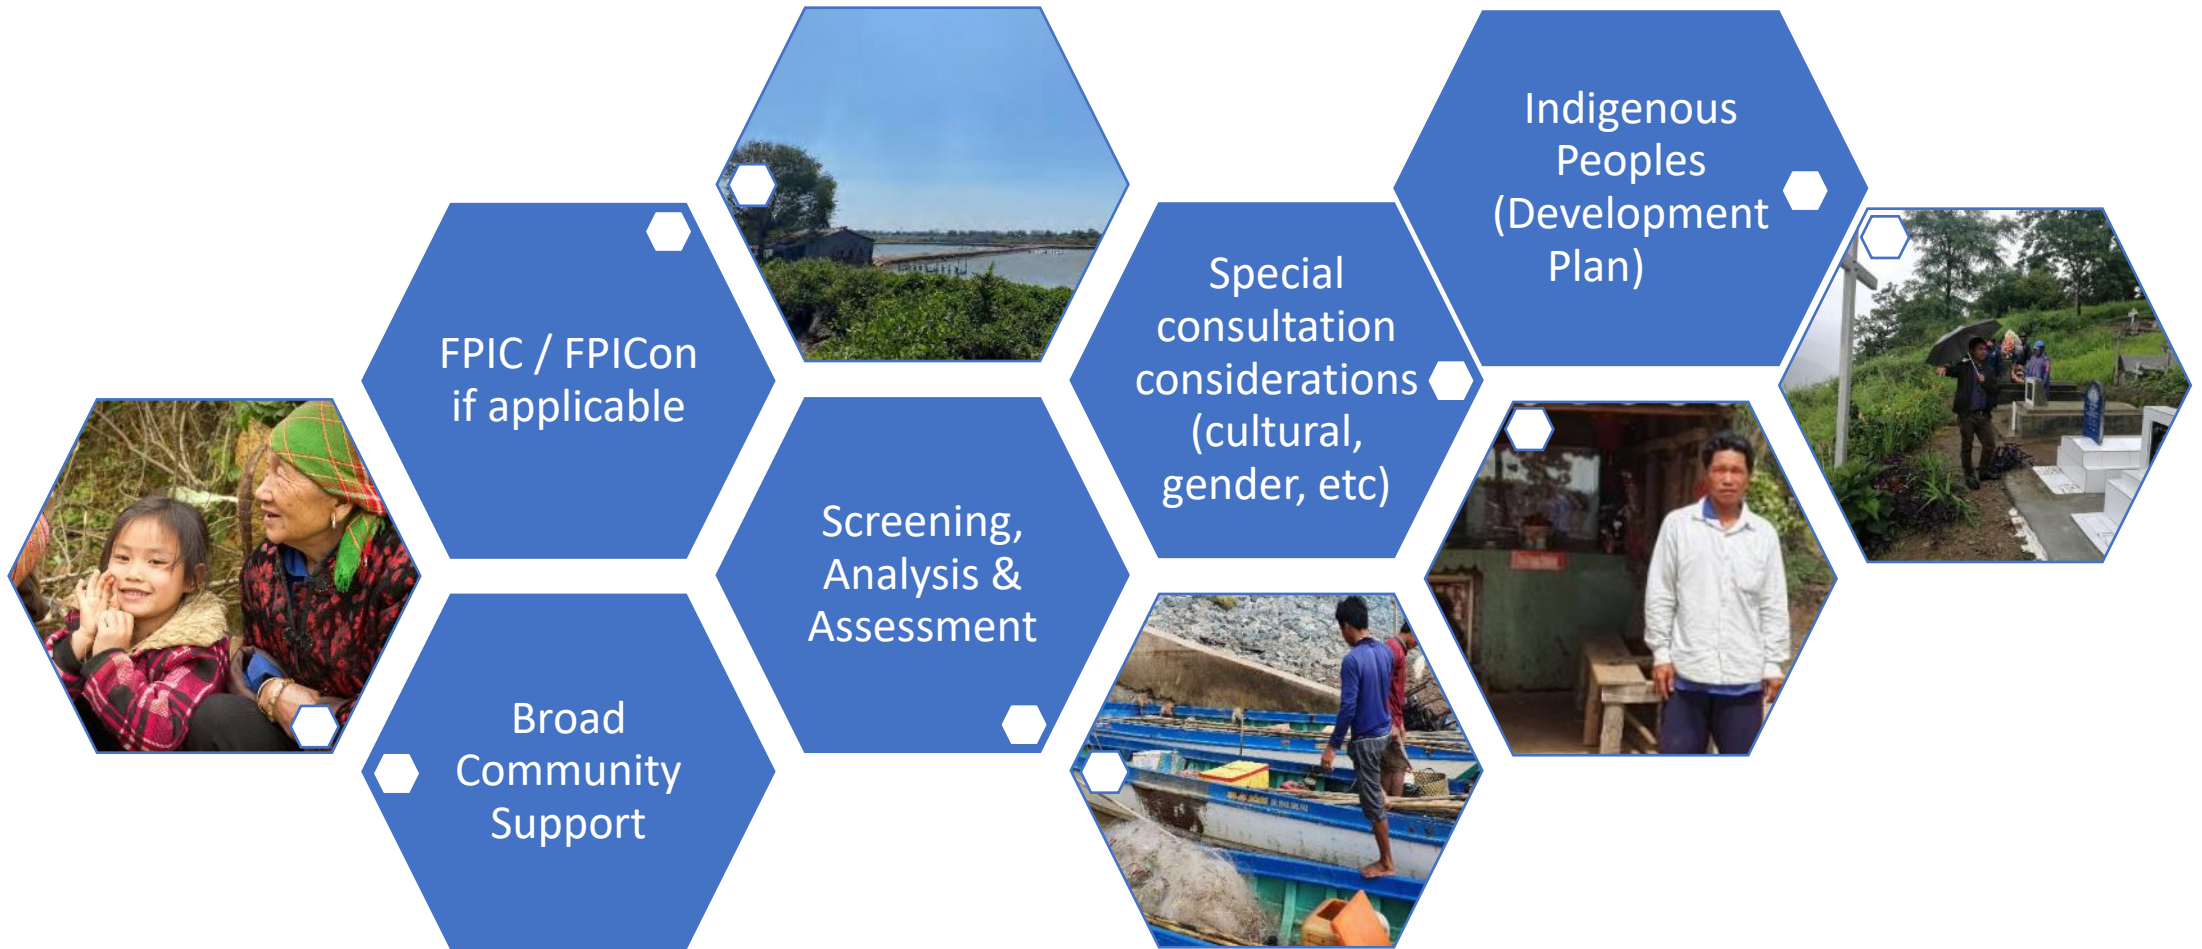 FPIC / FPICon
if applicable
Broad
Community
Support
Screening,
Analysis &
Assessment
Special
consultation
considerations
(cultural,
gender, etc)
Indigenous
Peoples
(Development
Plan)